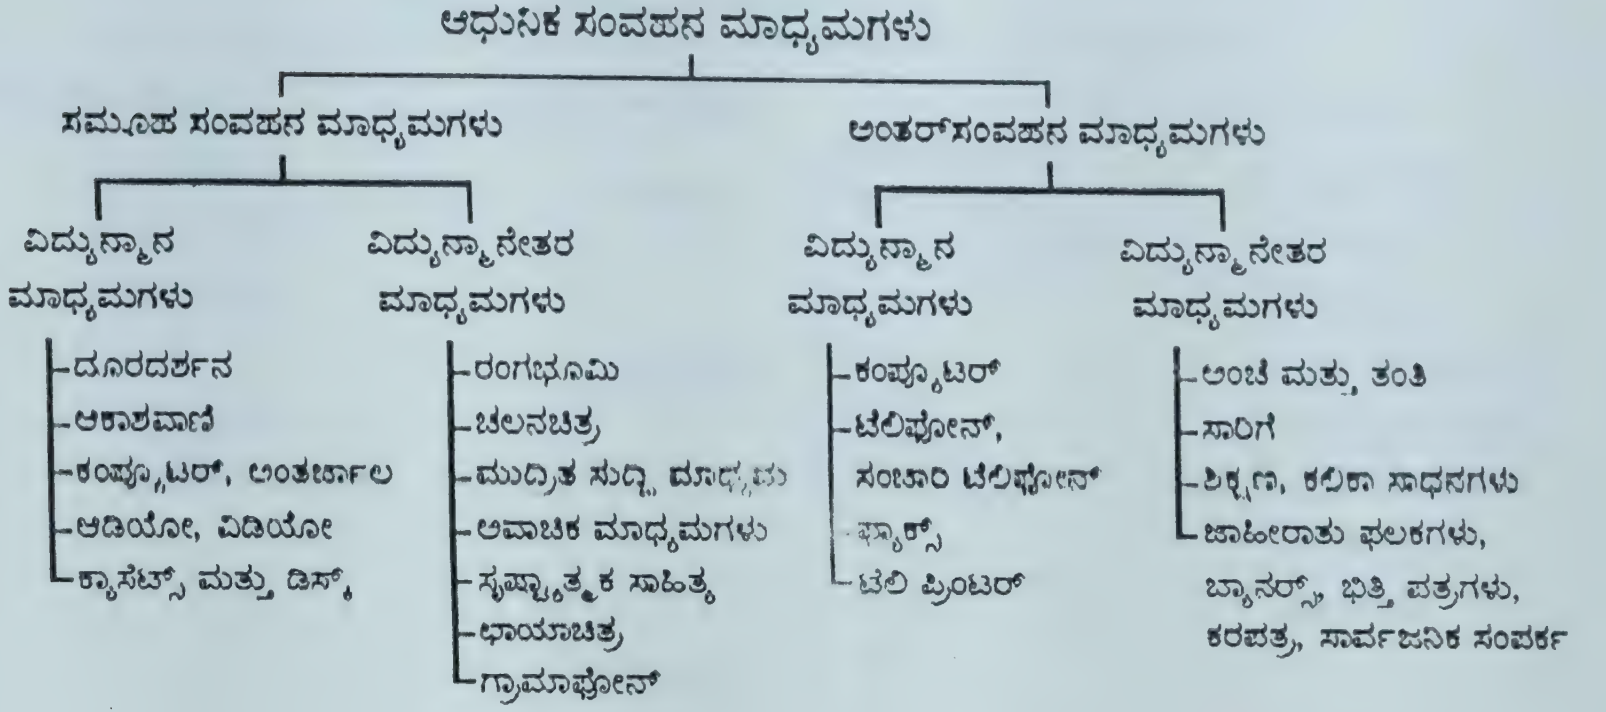 ಆಧುನಿಕ ಸಂವಹನ ಮಾಧ್ಯಮಗಳು
ಸಮೂಹ ಸಂವಹನ ಮಾಧ್ಯಮಗಳು
ವಿದ್ಯುನ್ಮಾನ
ಮಾಧ್ಯಮಗಳು
ದೂರದರ್ಶನ
ಆಕಾಶವಾಣಿ
ಕಂಪ್ಯೂಟರ್, ಅಂತರ್ಜಾಲ
ಆಡಿಯೋ, ವಿಡಿಯೋ
ಕ್ಯಾಸೆಟ್ಸ್ ಮತ್ತು ಡಿಸ್ಕ್
ವಿದ್ಯುನ್ಮಾನೇತರ
ಮಾಧ್ಯಮಗಳು
ರಂಗಭೂಮಿ
ಚಲನಚಿತ್ರ
ಮುದ್ರಿತ ಸುದ್ದಿ ಮಾಧ್ಯಮ
ಅವಾಚಿಕ ಮಾಧ್ಯಮಗಳು
ಸೃಷ್ಟ್ಯಾತ್ಮಕ ಸಾಹಿತ್ಯ
ಛಾಯಾಚಿತ್ರ
ಗ್ರಾಮಾಫೋನ್
ಅಂತರ್‌ಸಂವಹನ ಮಾಧ್ಯಮಗಳು
ವಿದ್ಯುನ್ಮಾನ
ಮಾಧ್ಯಮಗಳು
ಕಂಪ್ಯೂಟರ್
ಟೆಲಿಫೋನ್,
ಸಂಚಾರಿ ಟೆಲಿಫೋನ್
ಫ್ಯಾಕ್ಸ್
ಟೆಲಿ ಪ್ರಿಂಟರ್
ವಿದ್ಯುನ್ಮಾನೇತರ
ಮಾಧ್ಯಮಗಳು
ಅಂಚೆ ಮತ್ತು ತಂತಿ
ಸಾರಿಗೆ
ಶಿಕ್ಷಣ, ಕಲಿಕಾ ಸಾಧನಗಳು
ಜಾಹೀರಾತು ಫಲಕಗಳು,
ಬ್ಯಾನರ್ಸ್, ಭಿತ್ತಿ ಪತ್ರಗಳು,
ಕರಪತ್ರ, ಸಾರ್ವಜನಿಕ ಸಂಪರ್ಕ